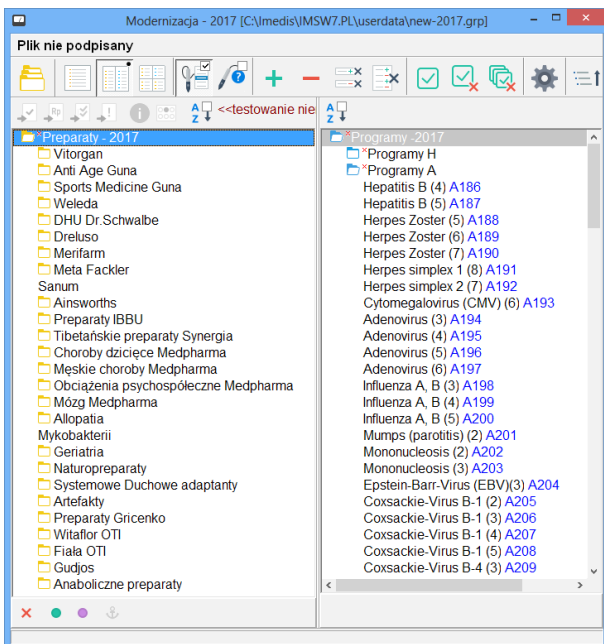 Modernizacja - 2017 [C:\Imedis\IMSW7.PL\userdata\new-2017.grp]
Plik nie podpisany
<<testowanie nie
*Preparaty - 2017
Vitorgan
Anti Age Guna
Sports Medicine Guna
Weleda
DHU Dr.Schwalbe
Dreluso
Merifarm
Meta Fackler
Sanum
Ainsworths
Preparaty IBBU
Tibetańskie preparaty Synergia
Choroby dzicięce Medpharma
Męskie choroby Medpharma
Obciążenia psychospołeczne Medpharma
Mózg Medpharma
Allopatia
Mykobakterii
Geriatria
Naturopreparaty
Systemowe Duchowe adaptanty
Artefakty
Preparaty Gricenko
Witaflor OTI
Fiała OTI
Gudjos
Anaboliczne preparaty
*Programy -2017
*Programy H
*Programy A
Hepatitis B (4) A186
Hepatitis B (5) A187
Herpes Zoster (5) A188
Herpes Zoster (6) A189
Herpes Zoster (7) A190
Herpes simplex 1 (8) A191
Herpes simplex 2 (7) A192
Cytomegalovirus (CMV) (6) A193
Adenovirus (3) A194
Adenovirus (4) A195
Adenovirus (5) A196
Adenovirus (6) A197
Influenza A, B (3) A198
Influenza A, B (4) A199
Influenza A, B (5) A200
Mumps (parotitis) (2) A201
Mononucleosis (2) A202
Mononucleosis (3) A203
Epstein-Barr-Virus (EBV)(3) A204
Coxsackie-Virus B-1 (2) A205
Coxsackie-Virus B-1 (3) A206
Coxsackie-Virus B-1 (4) A207
Coxsackie-Virus B-1 (5) A208
Coxsackie-Virus B-4 (3) A209